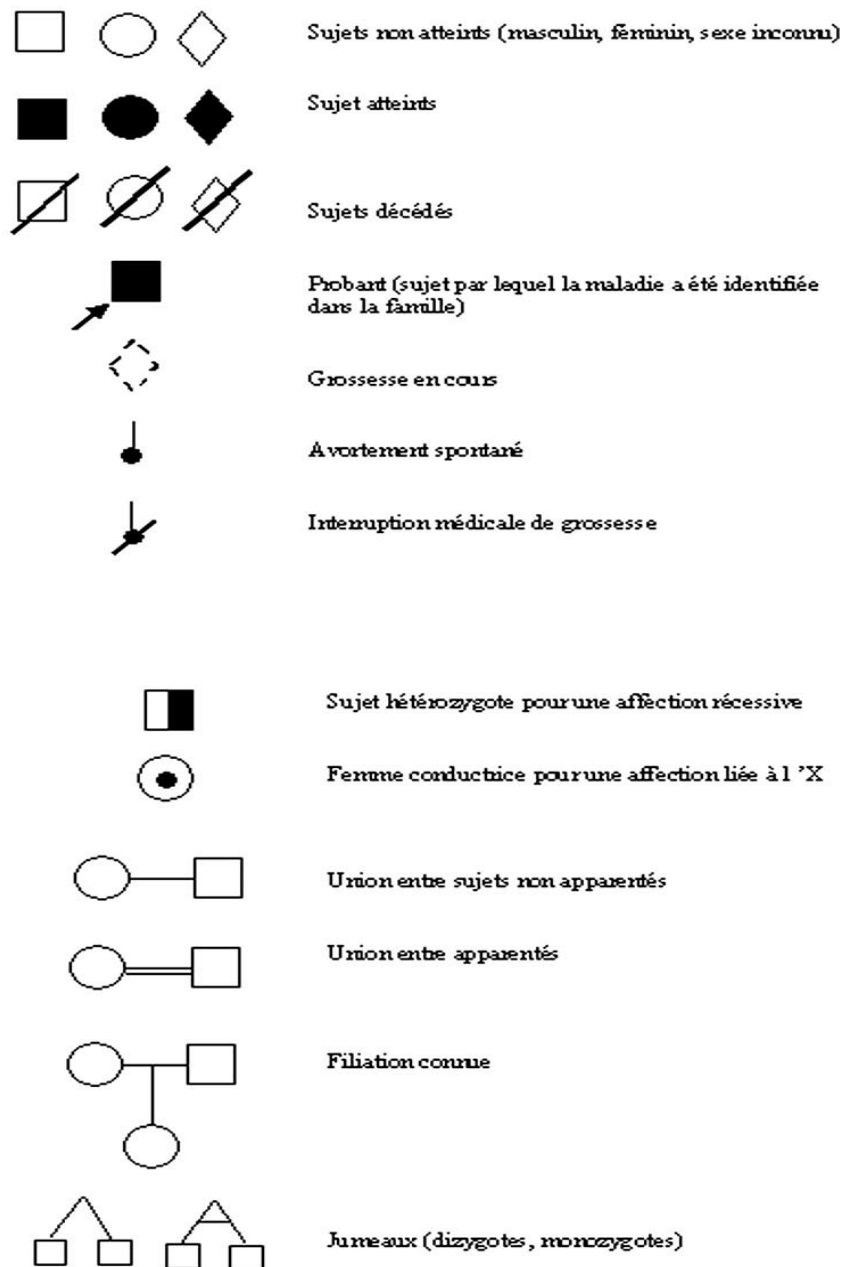 Sujets non atteints (masculin, féminin, sexe inconnu)
Sujet atteints
Sujets décédés
Probant (sujet par lequel la maladie a été identifiée
dans la famille)
Grossesse en cours
Avortement spontané
Interruption médicale de grossesse
Sujet hétérozygote pour une affection récessive
Femme conductrice pour une affection liée à l'X
Union entre sujets non apparentés
Union entre apparentés
Filiation connue
Jumeaux (dizygotes, monozygotes)